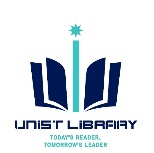 UNIST LIBRARY
TODAY'S READER,
TOMORROW'S LEADER